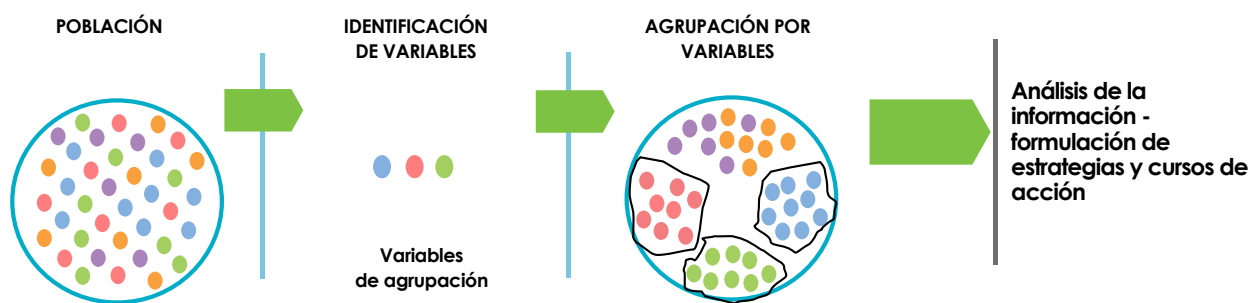 POBLACIÓN
IDENTIFICACIÓN
DE VARIABLES
Variables
de agrupación
AGRUPACIÓN POR
VARIABLES
Análisis de la
información -
formulación de
estrategias y cursos de
acción